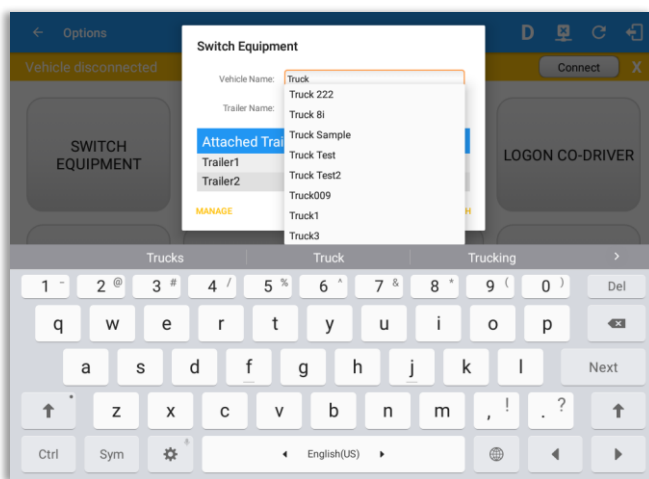 Options
D
Vehicle disconnected
Connect
X
Switch Equipment
Vehicle Name:
Truck
Trailer Name:
Truck 222
Truck 8i
Truck Sample
Truck Test
Truck Test2
Truck009
Truck1
Truck3
Attached Trai
Trailer1
Trailer2
MANAGE
H
SWITCH
EQUIPMENT
LOGON CO-DRIVER
Trucks
Truck
Trucking
1 - 2 @ 3 # 4 / 5 % 6 ^ 7 & 8 * 9 ( 0 ) Del
q w e r t y u i o p
a s d f g h j k l Next
z x c v b n m , ! . ?
Ctrl Sym English(US)